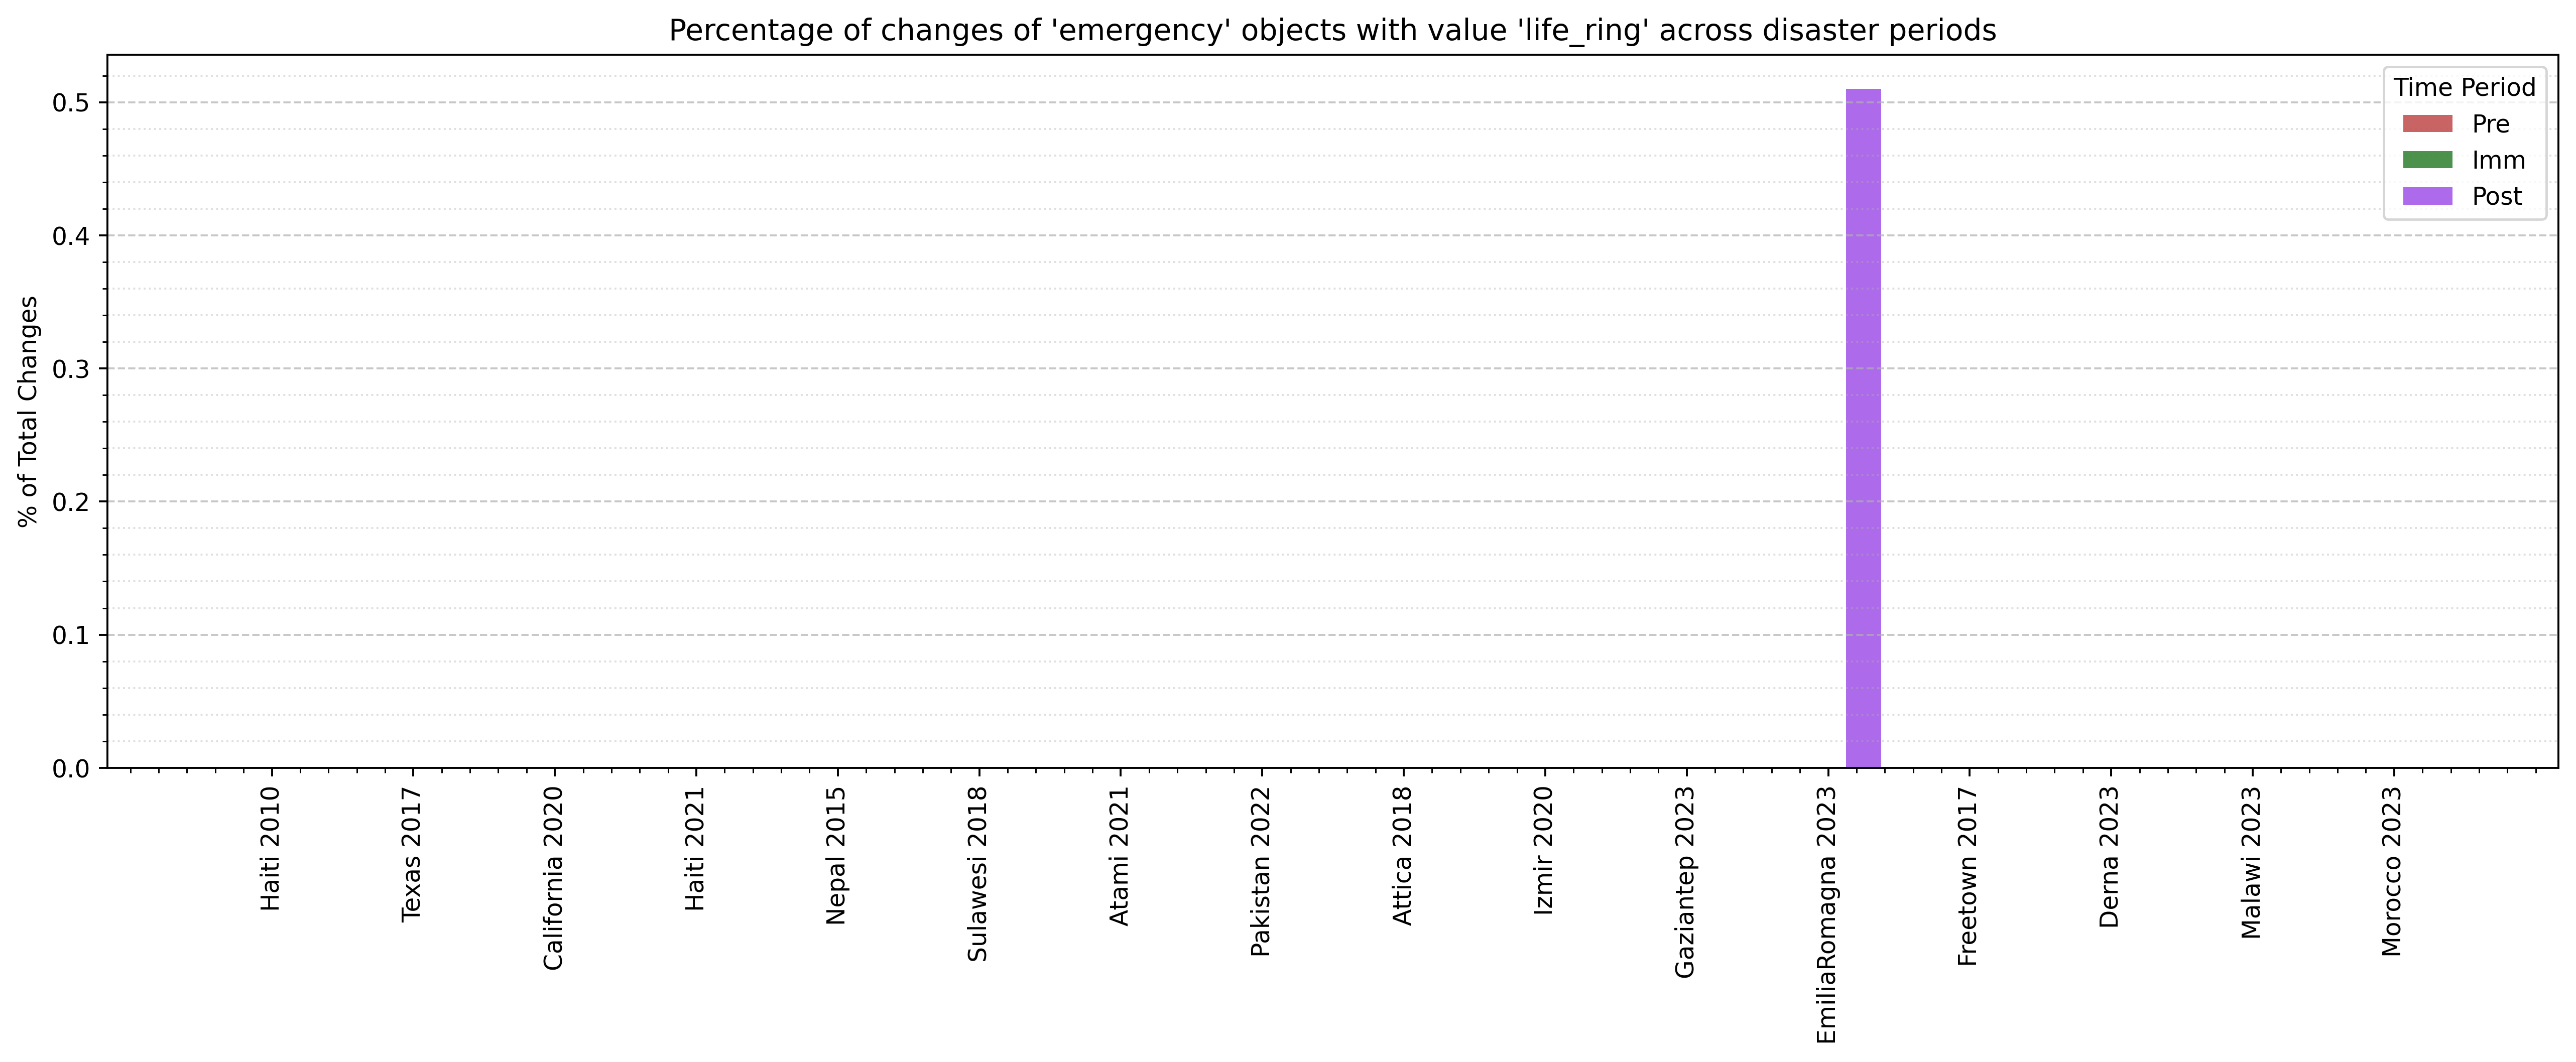 Percentage of changes of 'emergency' objects with value 'life_ring' across disaster periods
% of Total Changes
0.5
0.4
0.3
0.2
0.1
0.0
Time Period
Pre
Imm
Post
Haiti 2010
Texas 2017
California 2020
Haiti 2021
Nepal 2015
Sulawesi 2018
Atami 2021
Pakistan 2022
Attica 2018
Izmir 2020
Gaziantep 2023
EmiliaRomagna 2023
Freetown 2017
Derna 2023
Malawi 2023
Morocco 2023